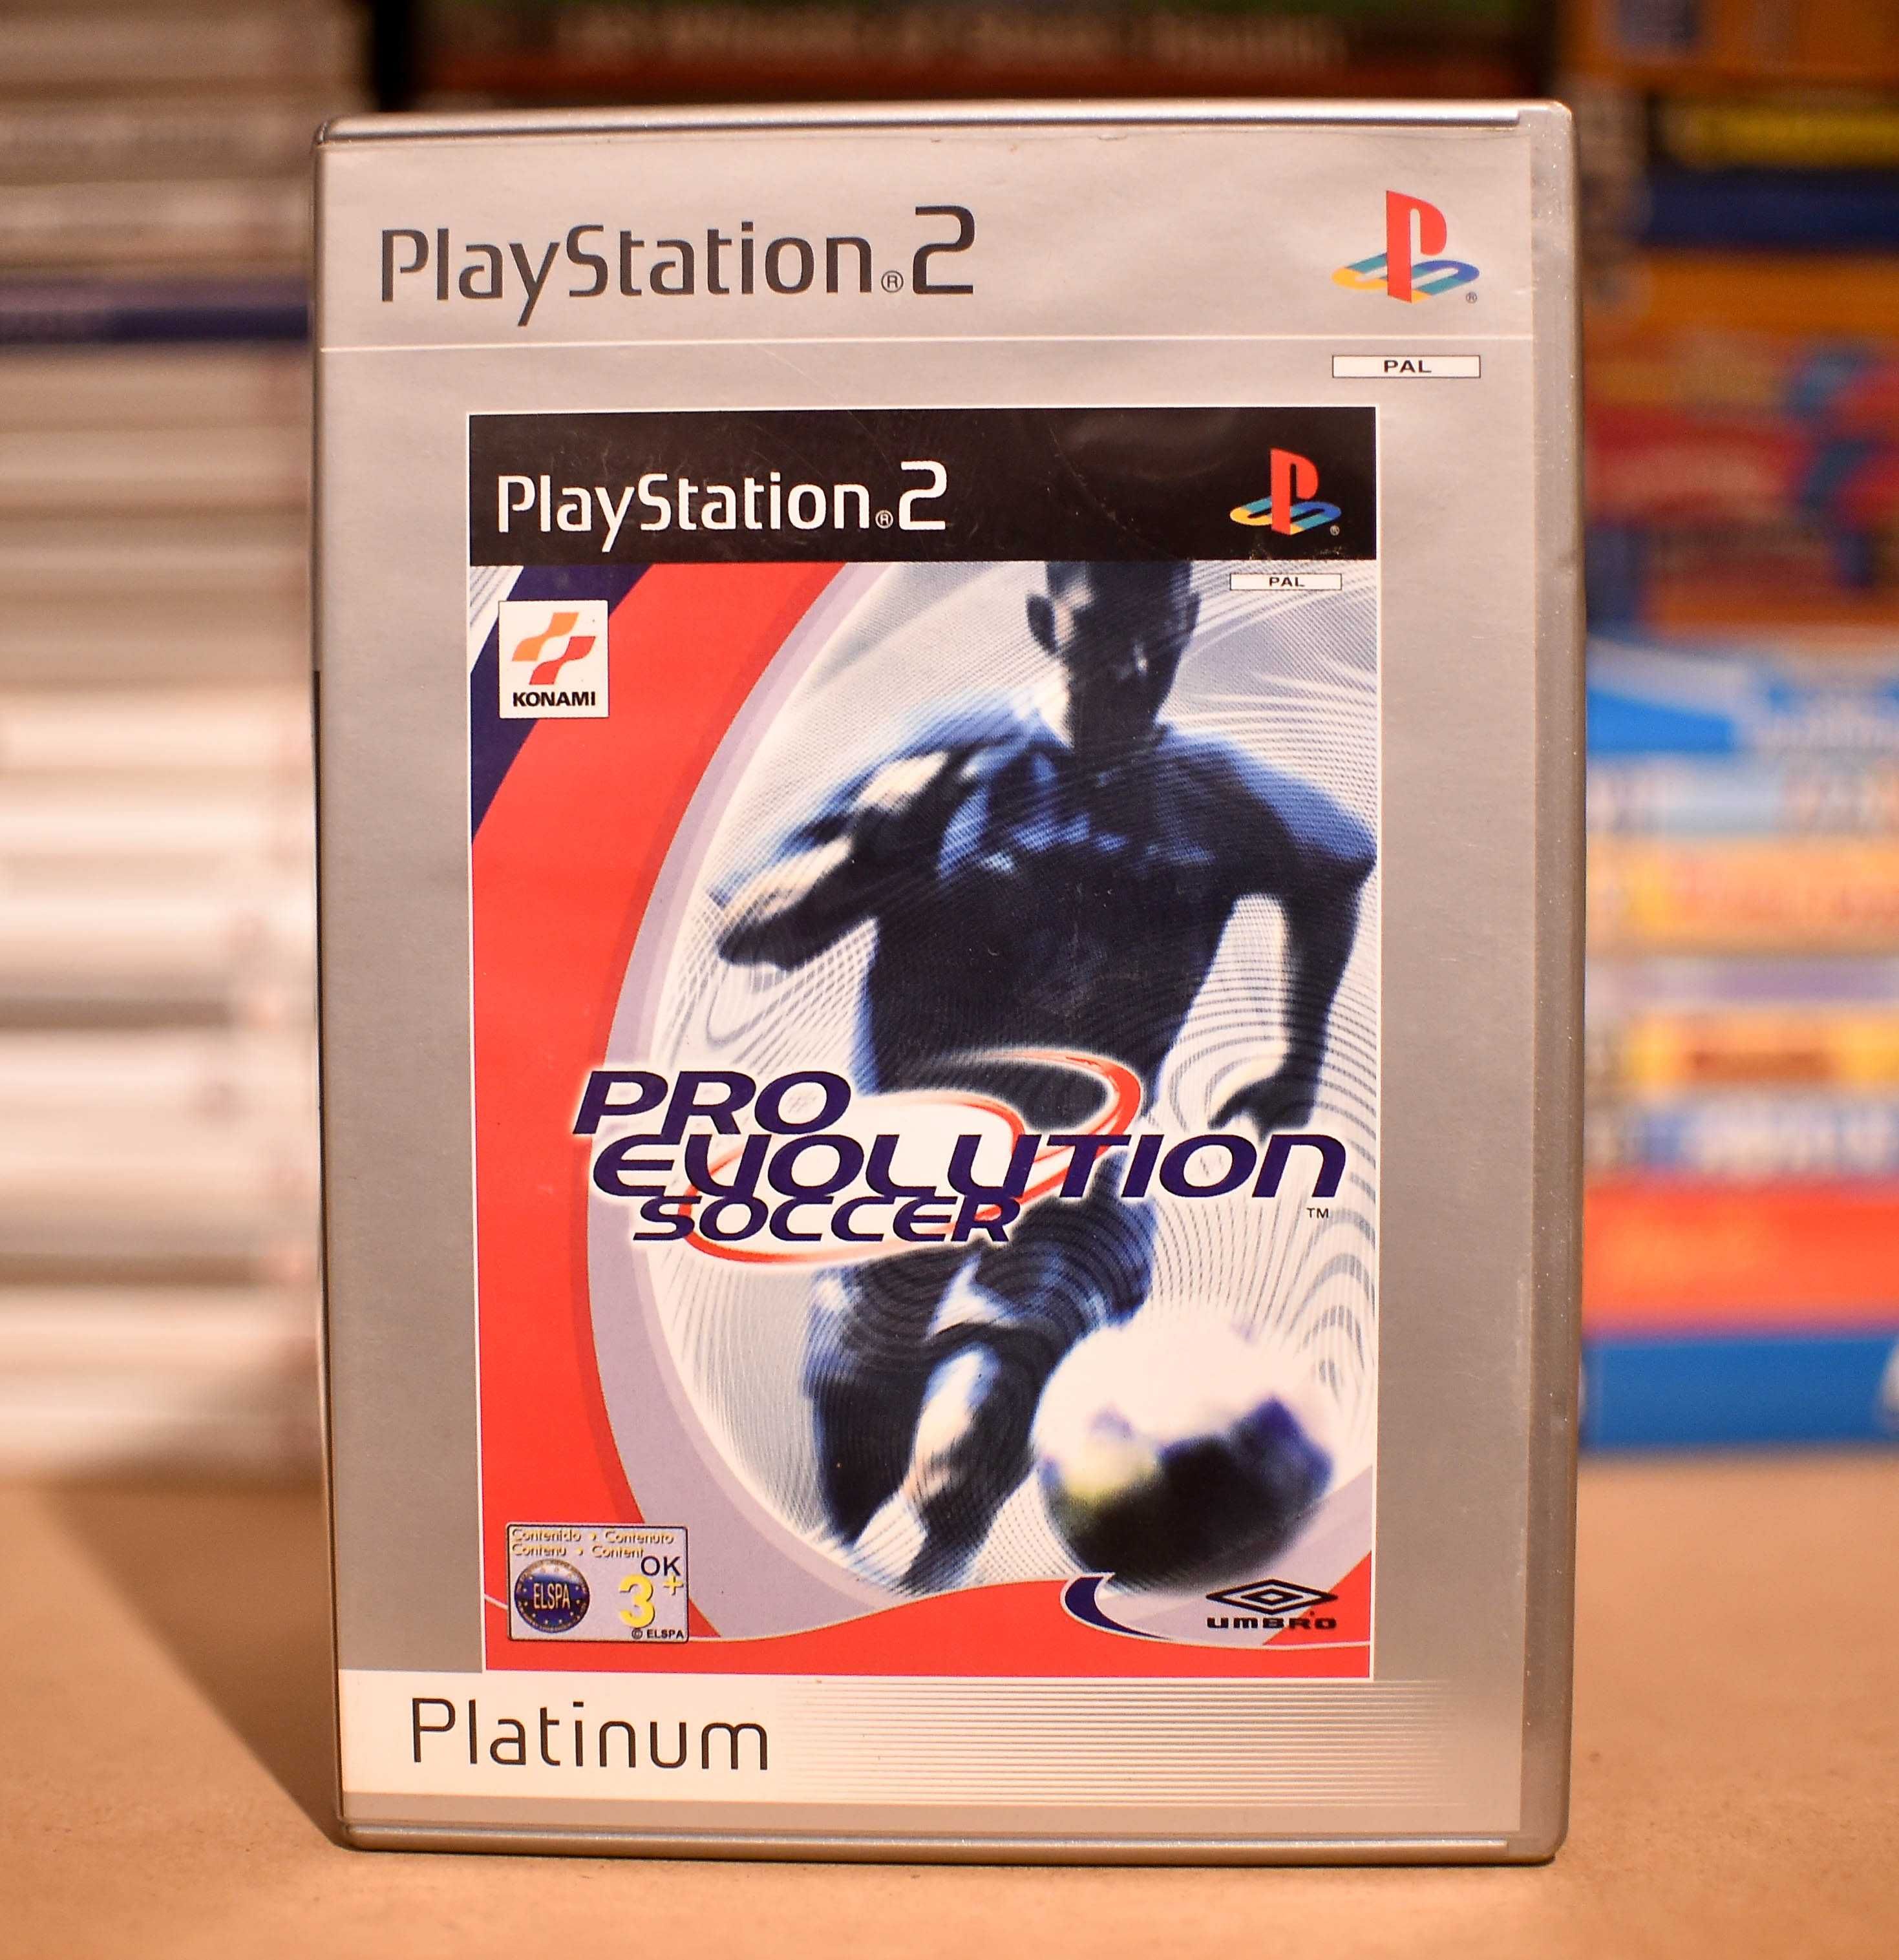 PlayStation®2
PAL
PlayStation®2
PAL
KONAMI
PRO
EVOLUTION
SOCCER
TM
Contenido • Contenuto
Contenu • Content
OK
ELSPA
3+
© ELSPA
umbro
Platinum